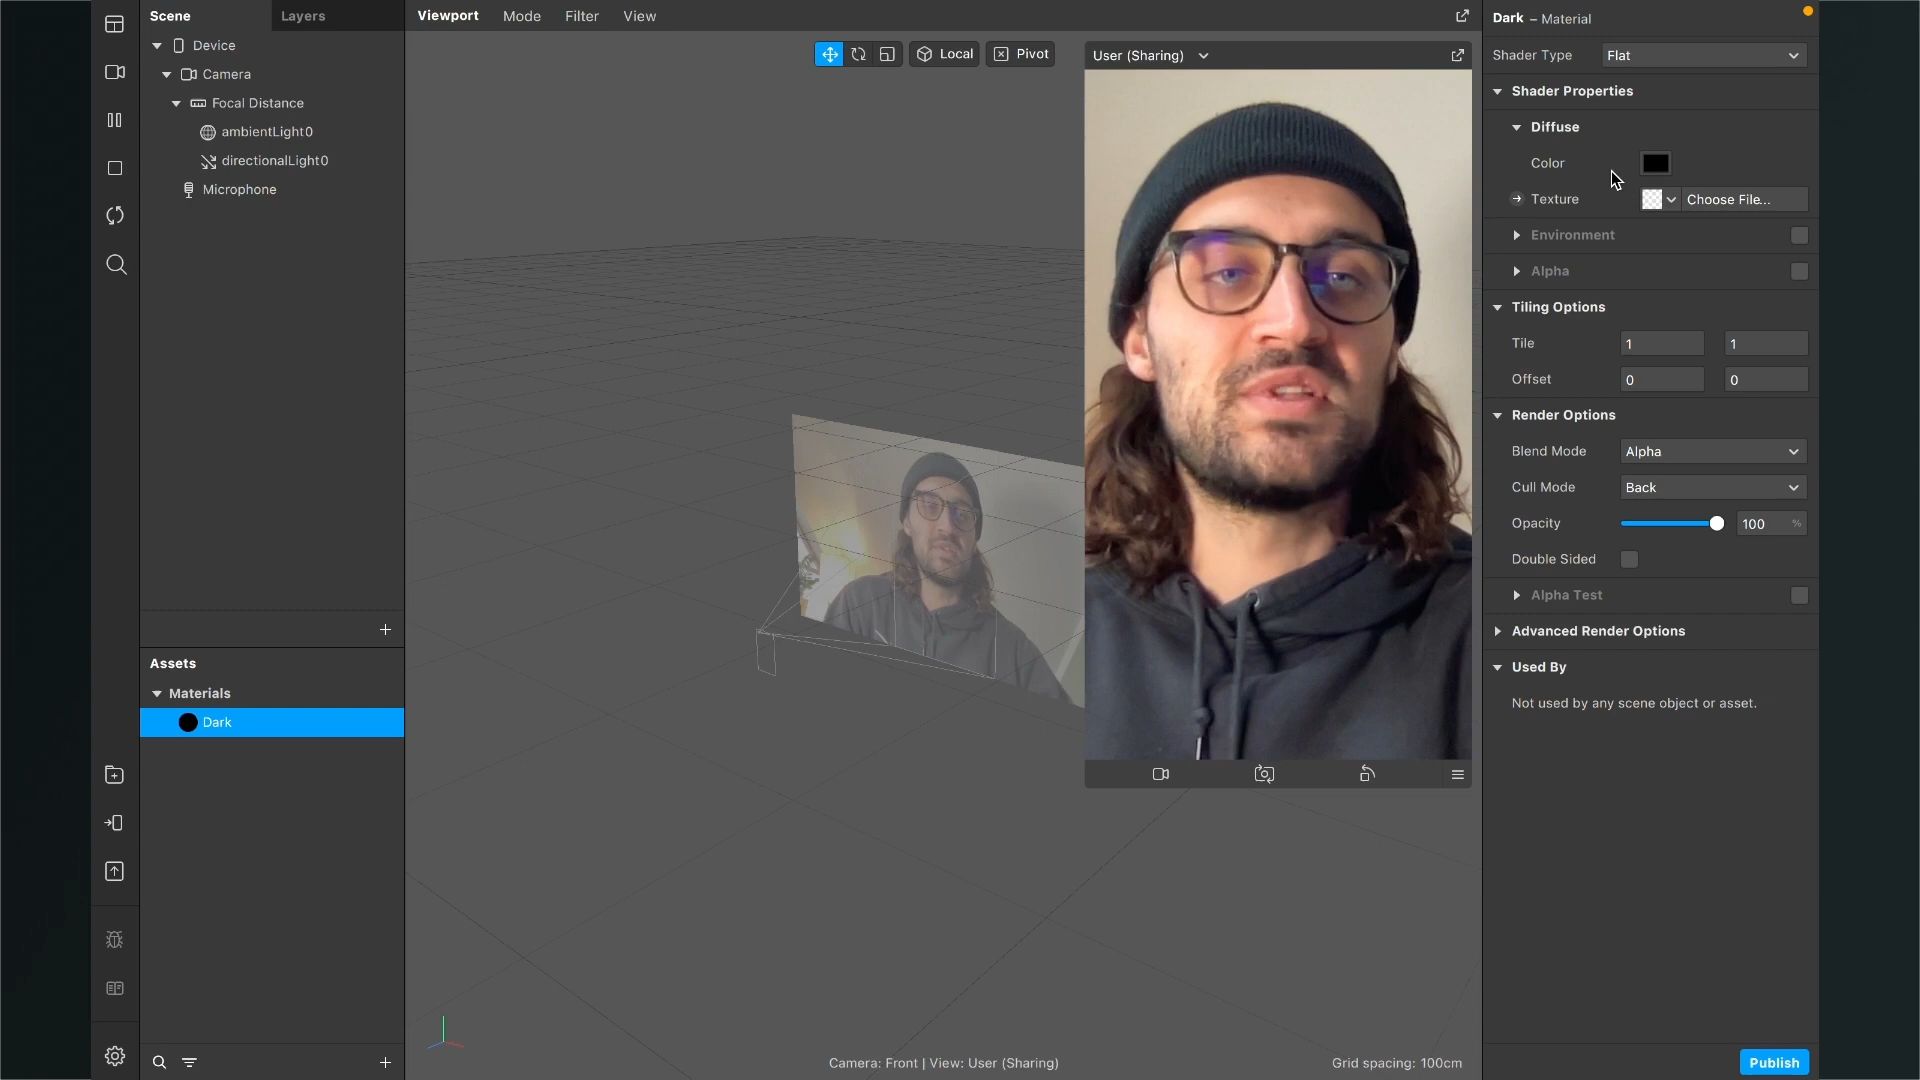 Scene
Layers
Device
Camera
Focal Distance
ambientLight0
directionalLight0
Microphone
Assets
Materials
Dark
Viewport
Mode
Filter
View
Local
Pivot
User (Sharing)
Camera: Front | View: User (Sharing)
Grid spacing: 100cm
Dark – Material
Shader Type
Flat
Shader Properties
Diffuse
Color
Texture
Choose File...
Environment
Alpha
Tiling Options
Tile
1
1
Offset
0
0
Render Options
Blend Mode
Alpha
Cull Mode
Back
Opacity
100 %
Double Sided
Alpha Test
Advanced Render Options
Used By
Not used by any scene object or asset.
Publish